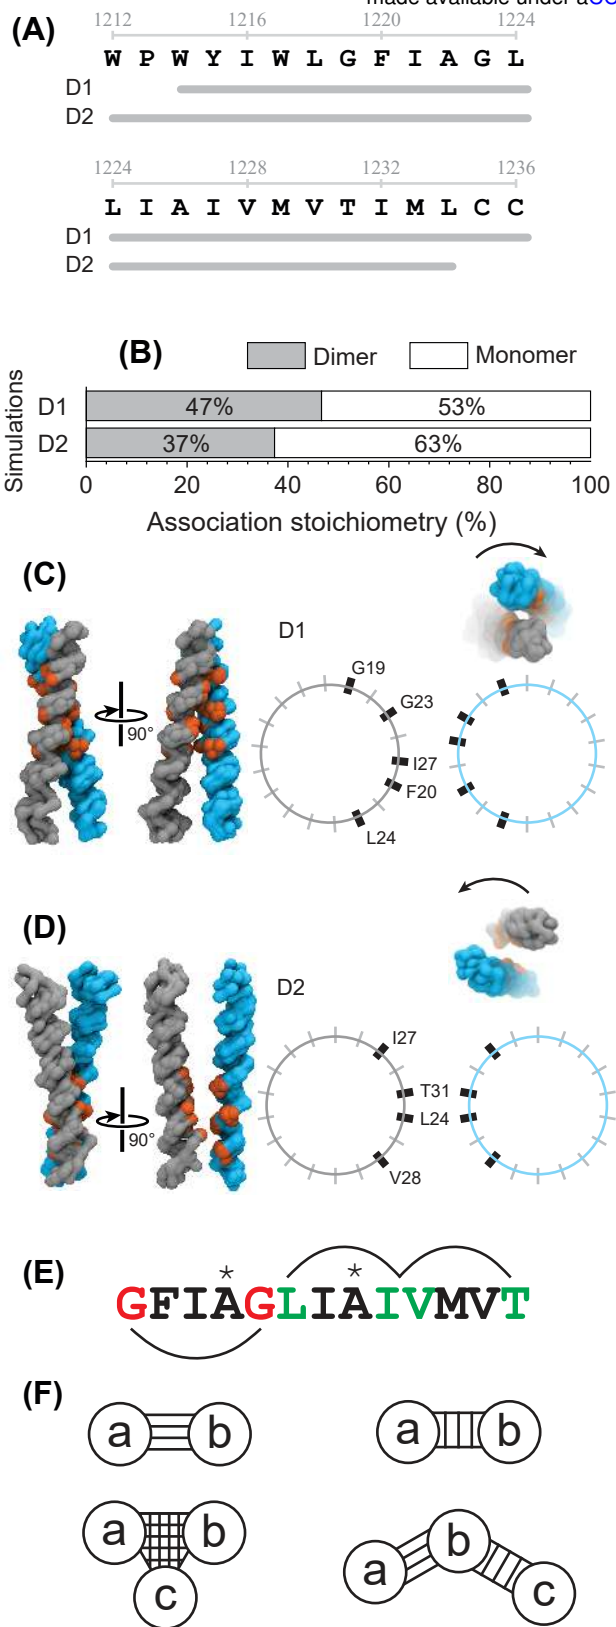 made available under aCC
(A)
1212 1216 1220 1224
W P W Y I W L G F I A G L
D1
D2
1224 1228 1232 1236
L I A I V M V T I M L C C
D1
D2
(B)
Dimer Monomer
Simulations
D1 47% 53%
D2 37% 63%
0 20 40 60 80 100
Association stoichiometry (%)
(C)
D1
90°
G19
G23
I27
F20
L24
(D)
D2
90°
I27
T31
L24
V28
(E)
* *
GFIAGLIAIVMVT
(F)
a b a b
a b c
a b c